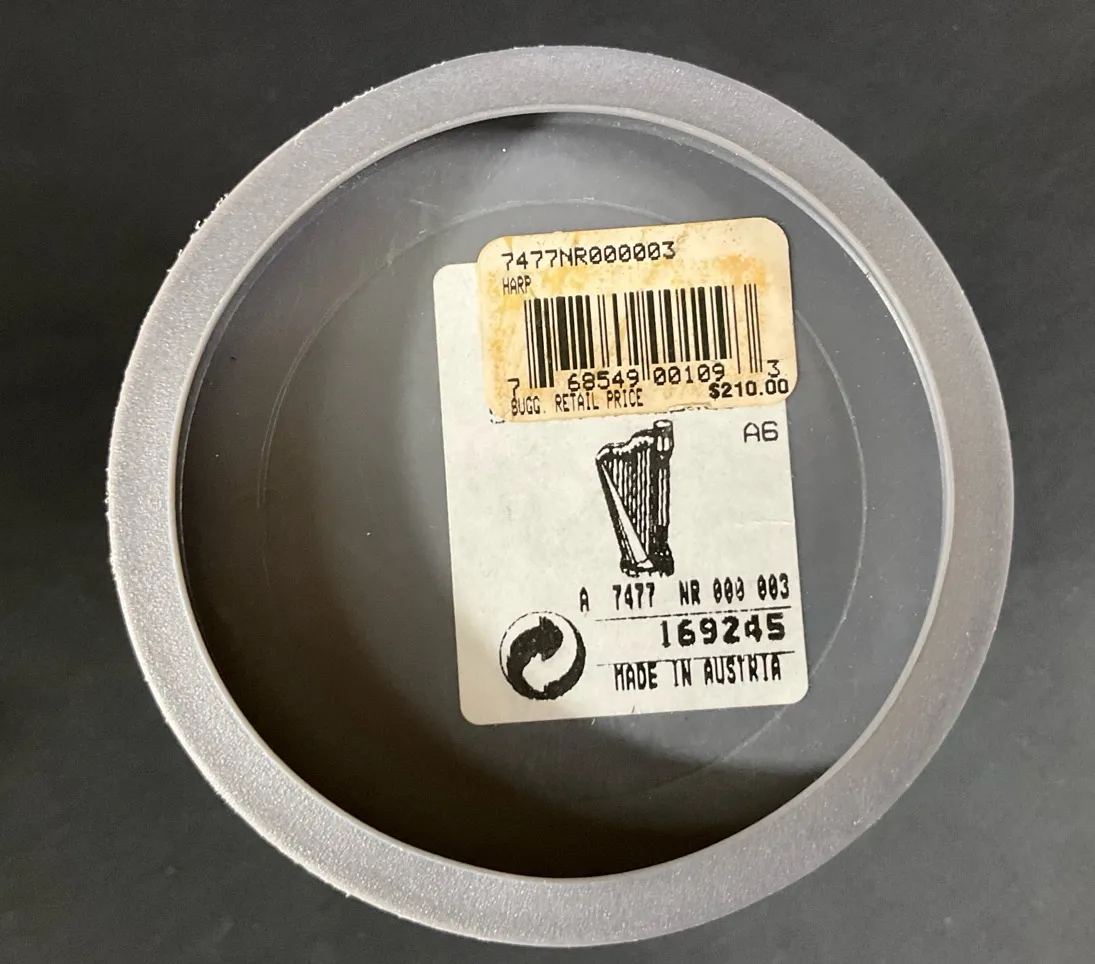 7477NR000003
HARP
7 68549 00109 3
$210.00
SUGG. RETAIL PRICE
A6
A 7477 NR 000 003
169245
MADE IN AUSTRIA